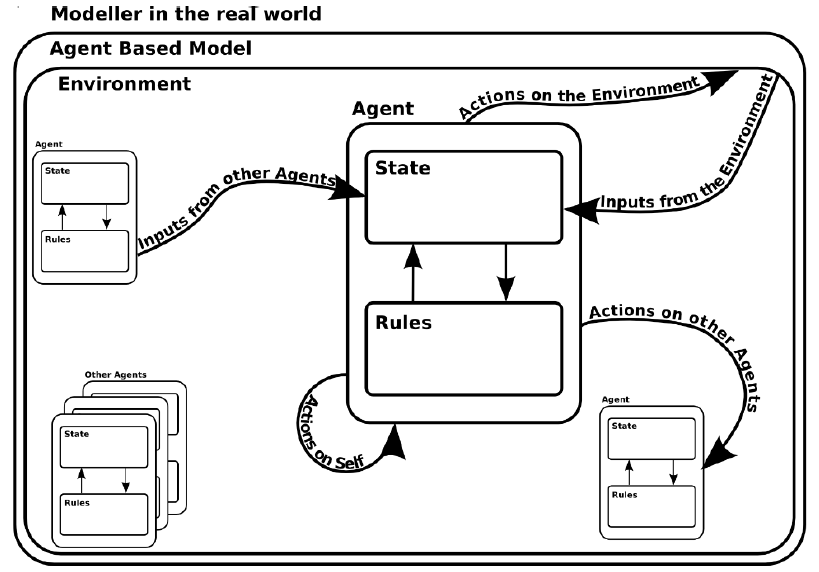 Modeller in the real world
Agent Based Model
Environment
Agent
Actions on the Environment
Inputs from the Environment
Agent
State
Rules
Inputs from other Agents
State
Rules
Actions on other Agents
Actions on Self
Other Agents
State
Rules
Agent
State
Rules